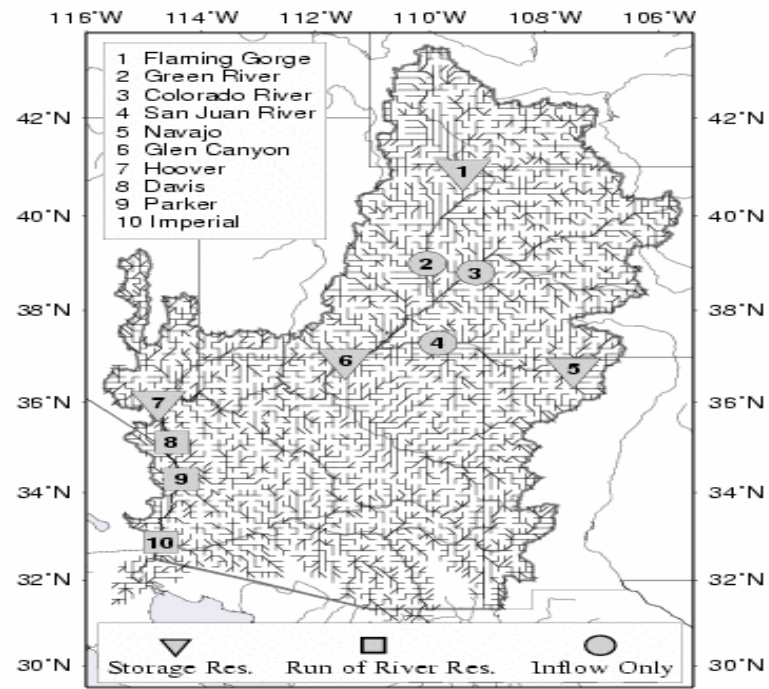 116°W 114°W 112°W 110°W 108°W 106°W
1 Flaming Gorge
2 Green River
3 Colorado River
4 San Juan River
5 Navajo
6 Glen Canyon
7 Hoover
8 Davis
9 Parker
10 Imperial
42°N 42°N
1
40°N 40°N
2 3
38°N 38°N
4
6 5
36°N 36°N
7
8
9
34°N 34°N
10
32°N 32°N
30°N 30°N
Storage Res. Run of River Res. Inflow Only